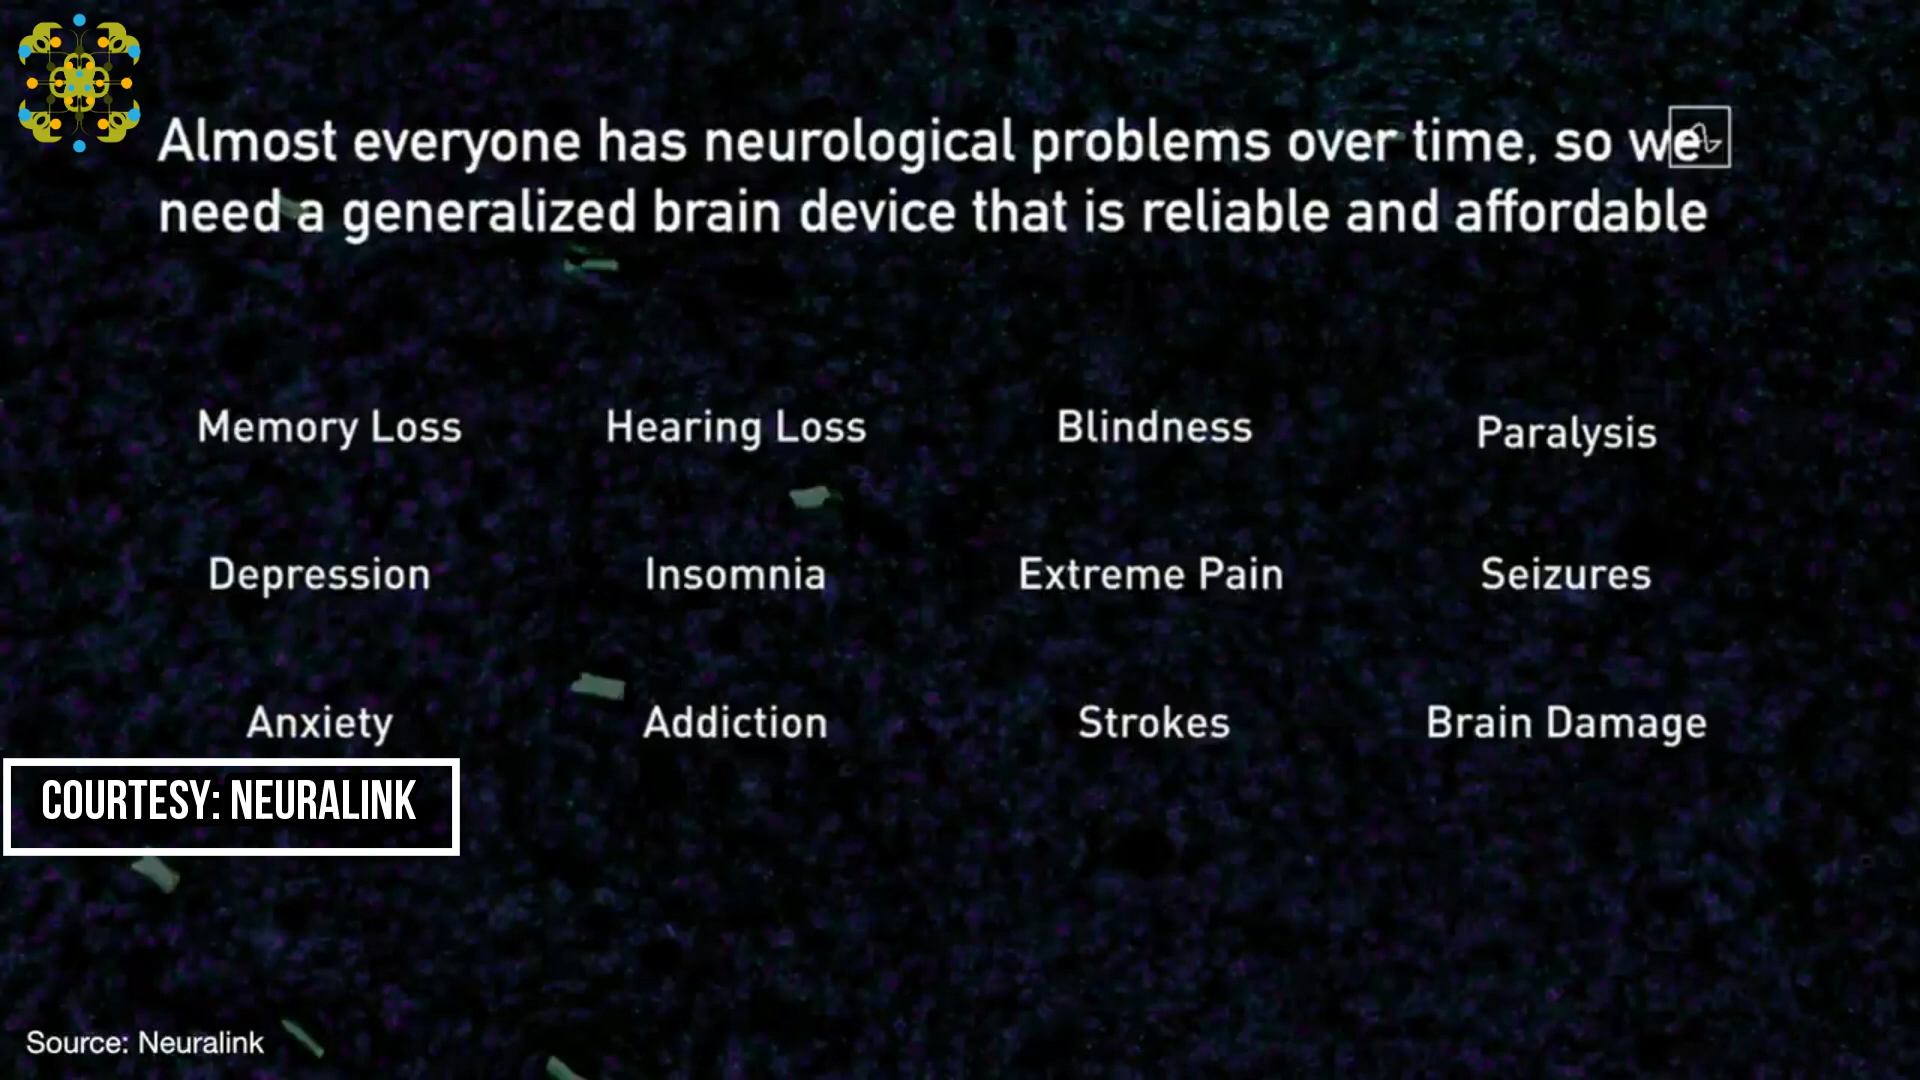 Almost everyone has neurological problems over time, so we
need a generalized brain device that is reliable and affordable
Memory Loss
Hearing Loss
Blindness
Paralysis
Depression
Insomnia
Extreme Pain
Seizures
Anxiety
Addiction
Strokes
Brain Damage
COURTESY: NEURALINK
Source: Neuralink